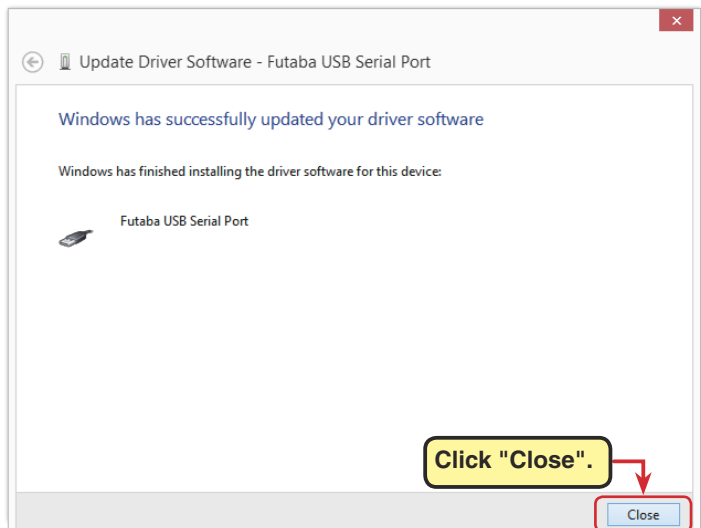 Update Driver Software - Futaba USB Serial Port
Windows has successfully updated your driver software
Windows has finished installing the driver software for this device:
Futaba USB Serial Port
Click "Close".
Close